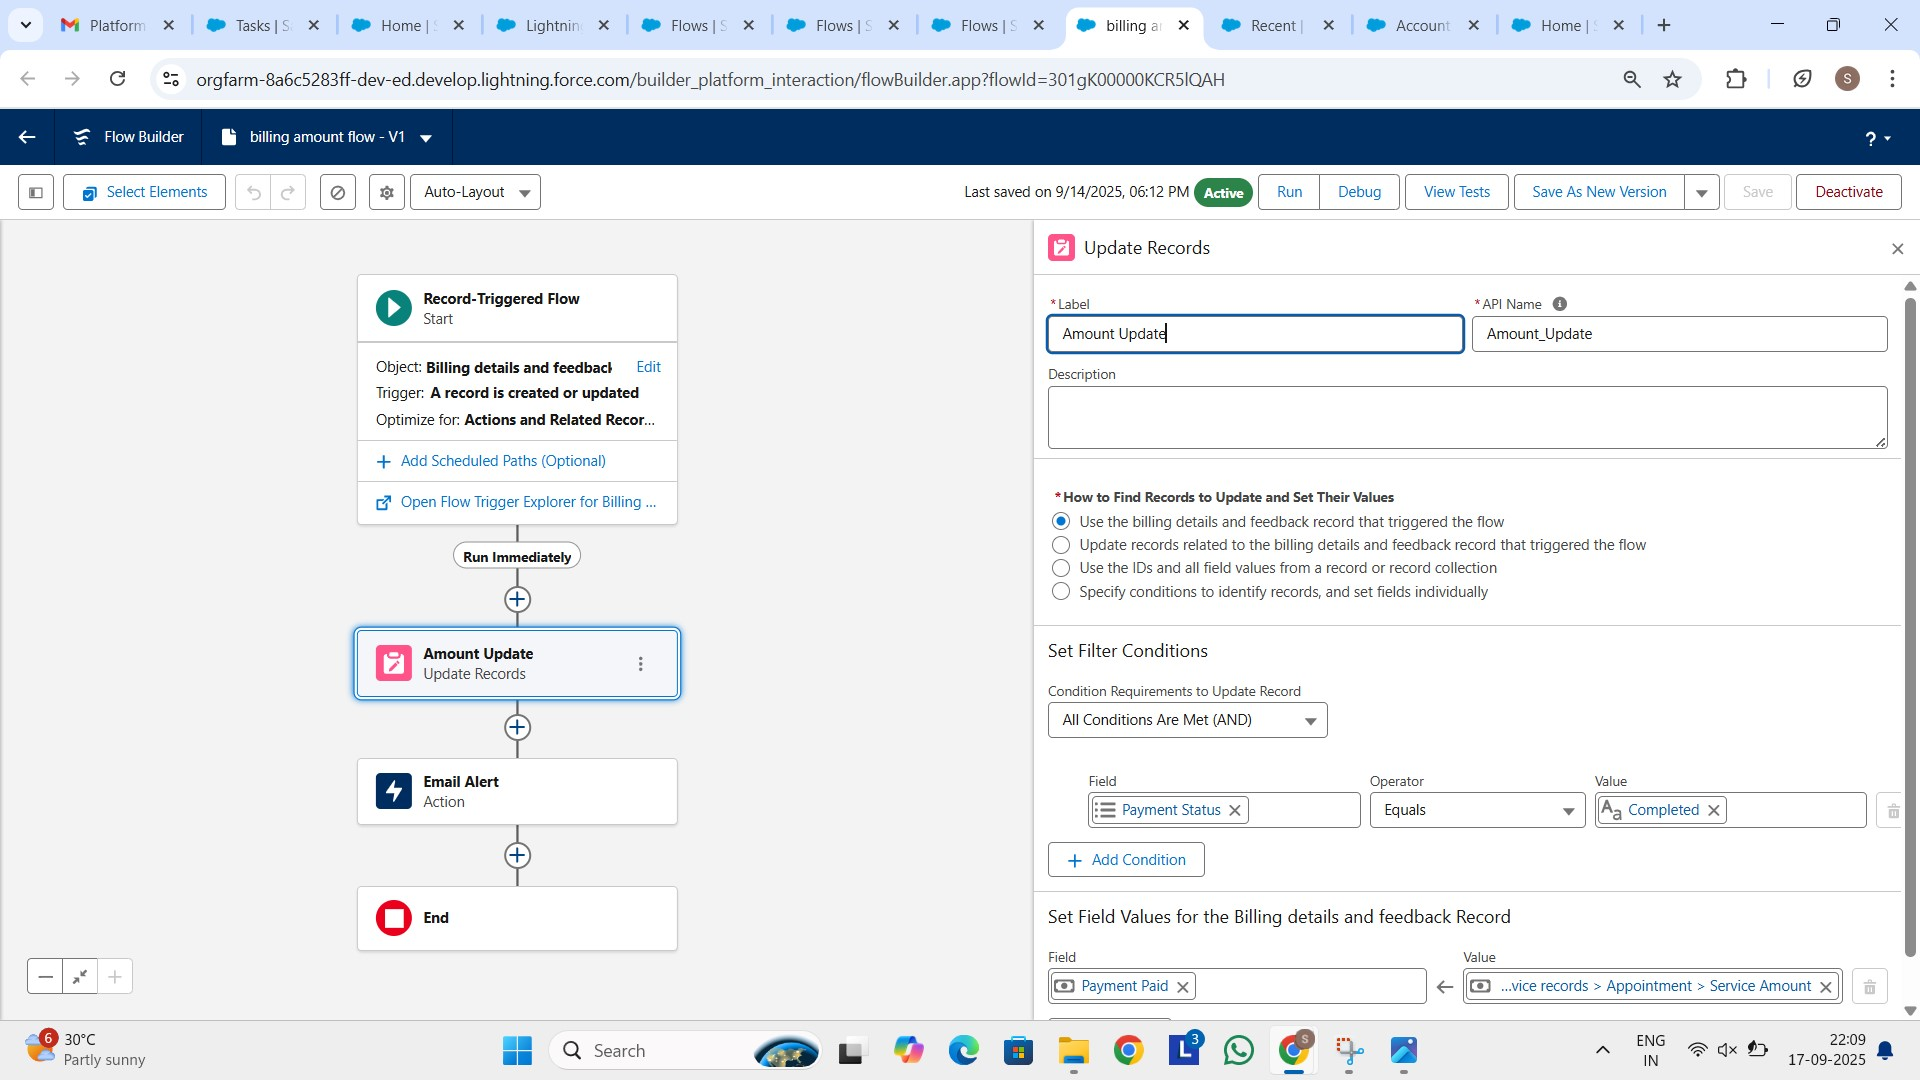 Platform
Tasks | S
Home | S
Lightnin
Flows | S
Flows | S
Flows | S
billing a
Recent |
Account
Home | S
orgfarm-8a6c5283ff-dev-ed.develop.lightning.force.com/builder_platform_interaction/flowBuilder.app?flowId=301gK00000KCR5lQAH
S
Flow Builder
billing amount flow - V1
?
Select Elements
Auto-Layout
Last saved on 9/14/2025, 06:12 PM
Active
Run
Debug
View Tests
Save As New Version
Save
Deactivate
Record-Triggered Flow
Start
Object: Billing details and feedback
Edit
Trigger: A record is created or updated
Optimize for: Actions and Related Recor...
Add Scheduled Paths (Optional)
Open Flow Trigger Explorer for Billing ...
Run Immediately
Amount Update
Update Records
Email Alert
Action
End
Update Records
*Label
Amount Update
*API Name
Amount_Update
Description
*How to Find Records to Update and Set Their Values
Use the billing details and feedback record that triggered the flow
Update records related to the billing details and feedback record that triggered the flow
Use the IDs and all field values from a record or record collection
Specify conditions to identify records, and set fields individually
Set Filter Conditions
Condition Requirements to Update Record
All Conditions Are Met (AND)
Field
Operator
Value
Payment Status
Equals
Aa Completed
Add Condition
Set Field Values for the Billing details and feedback Record
Field
Value
Payment Paid
...vice records > Appointment > Service Amount
6
30°C
Partly sunny
Search
L
3
S
ENG
IN
22:09
17-09-2025